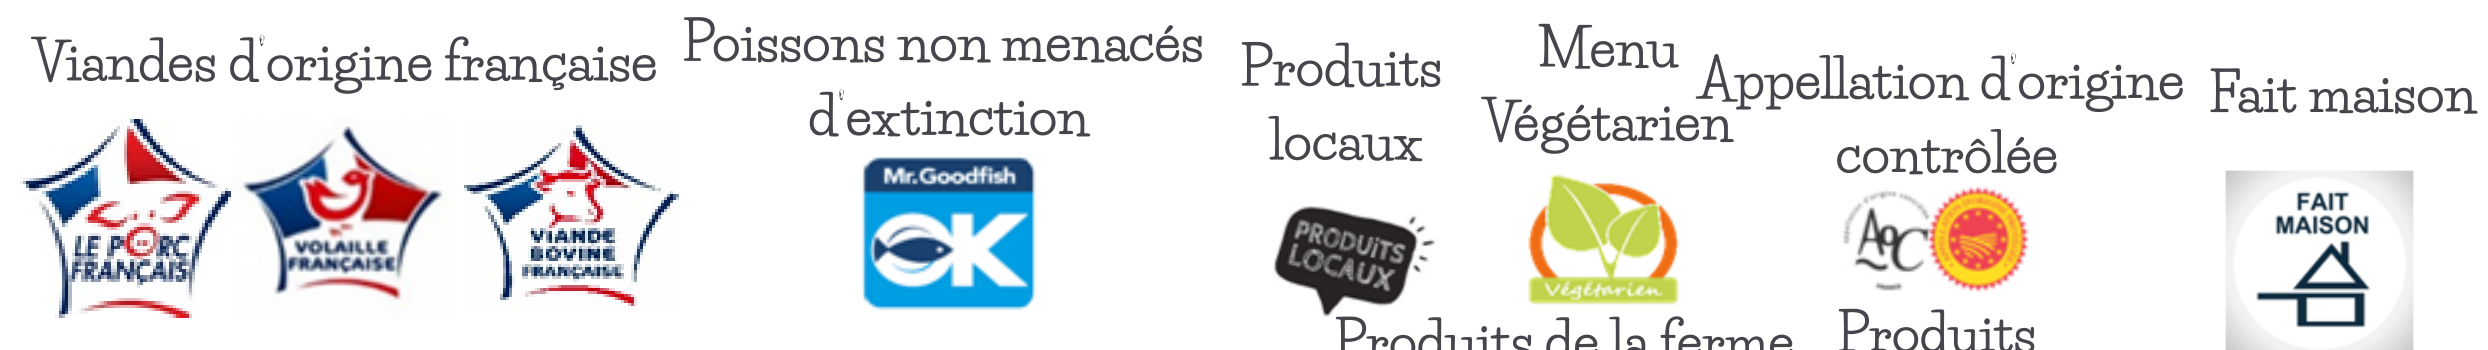 Viandes d'origine française
LE PORC
FRANÇAIS
VOLAILLE
FRANÇAISE
VIANDE
BOVINE
FRANÇAISE
Poissons non menacés
d'extinction
Mr.Goodfish
OK
Produits
locaux
PRODUiTS
LOCAUX
Menu
Végétarien
Végétarien
Appellation d'origine
contrôlée
AOC
Fait maison
FAIT
MAISON
Produits de la ferme
Produits